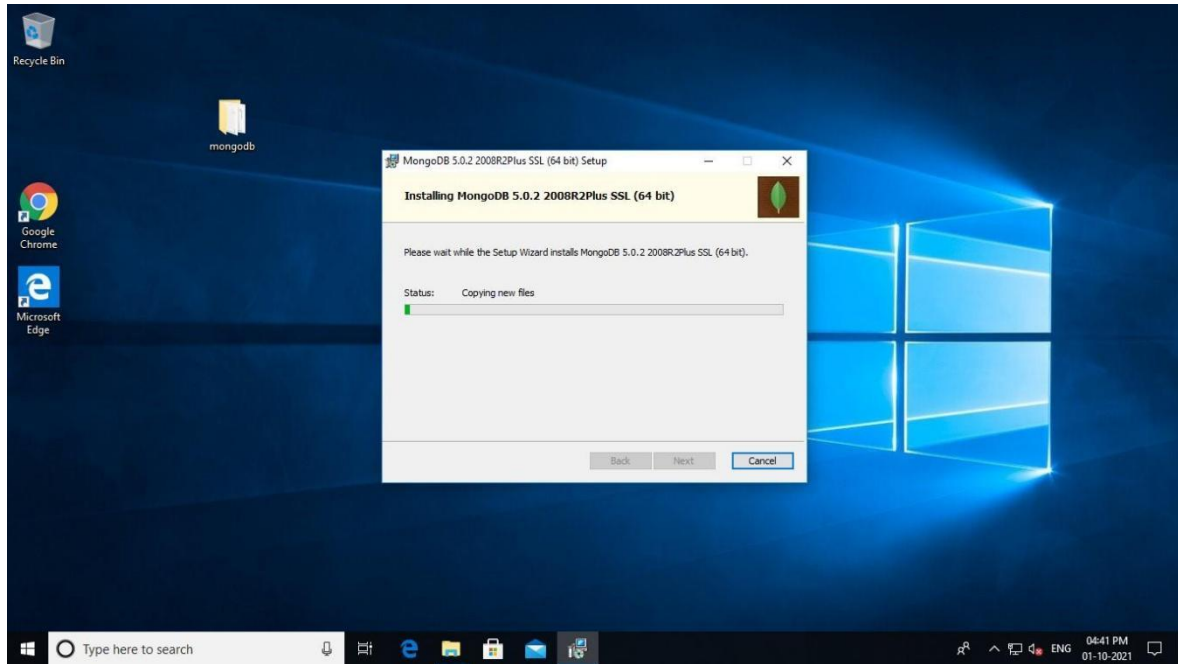 Recycle Bin
mongodb
Google
Chrome
Microsoft
Edge
MongoDB 5.0.2 2008R2Plus SSL (64 bit) Setup
Installing MongoDB 5.0.2 2008R2Plus SSL (64 bit)
Please wait while the Setup Wizard installs MongoDB 5.0.2 2008R2Plus SSL (64 bit).
Status: Copying new files
Back Next Cancel
Type here to search
ENG
04:41 PM
01-10-2021